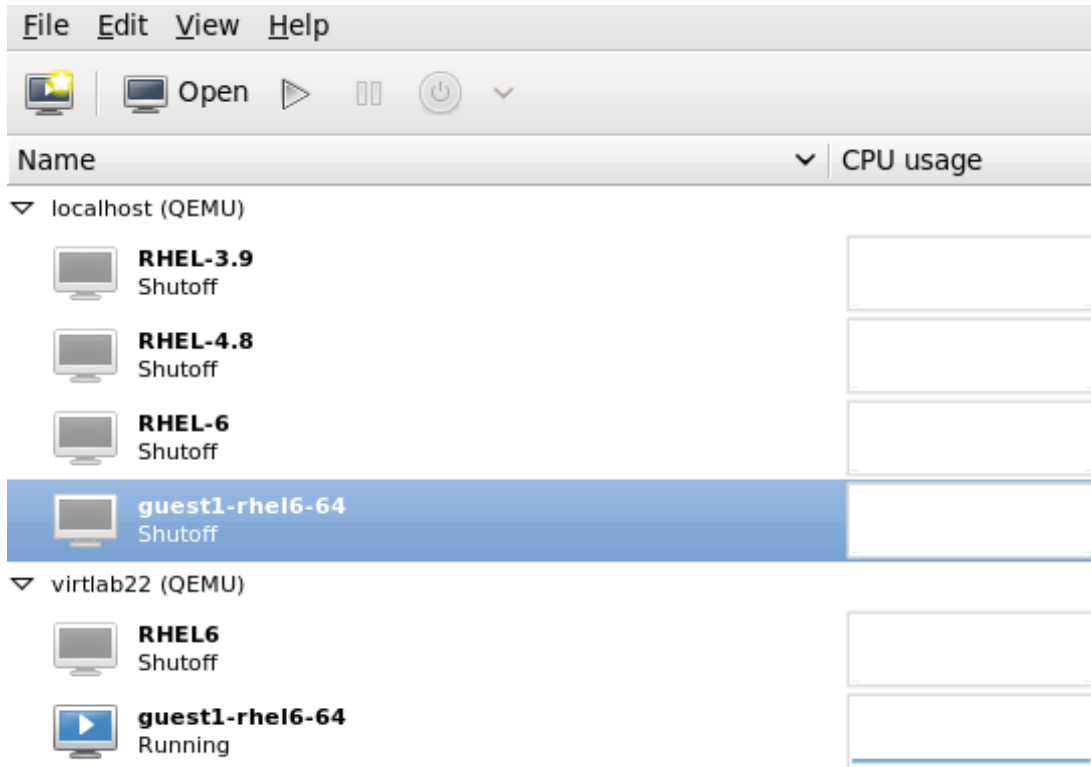 File Edit View Help
Open
Name CPU usage
localhost (QEMU)
RHEL-3.9
Shutoff
RHEL-4.8
Shutoff
RHEL-6
Shutoff
guest1-rhel6-64
Shutoff
virtlab22 (QEMU)
RHEL6
Shutoff
guest1-rhel6-64
Running